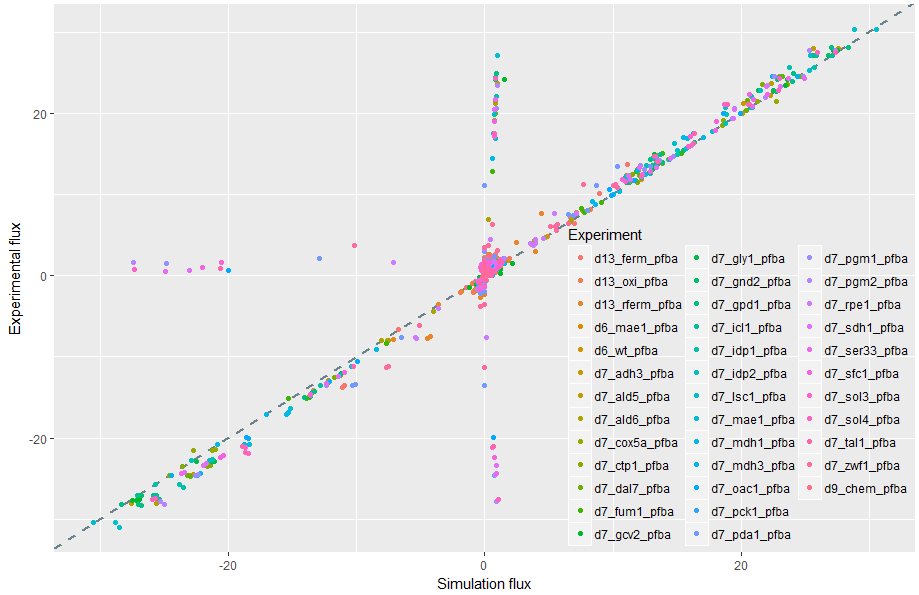 Experimental flux
20
0
-20
Experiment
d13_ferm_pfba
d13_oxi_pfba
d13_rferm_pfba
d6_mae1_pfba
d6_wt_pfba
d7_adh3_pfba
d7_ald5_pfba
d7_ald6_pfba
d7_cox5a_pfba
d7_ctp1_pfba
d7_dal7_pfba
d7_fum1_pfba
d7_gcv2_pfba
d7_gly1_pfba
d7_gnd2_pfba
d7_gpd1_pfba
d7_icl1_pfba
d7_idp1_pfba
d7_idp2_pfba
d7_lsc1_pfba
d7_mae1_pfba
d7_mdh1_pfba
d7_mdh3_pfba
d7_oac1_pfba
d7_pck1_pfba
d7_pda1_pfba
d7_pgm1_pfba
d7_pgm2_pfba
d7_rpe1_pfba
d7_sdh1_pfba
d7_ser33_pfba
d7_sfc1_pfba
d7_sol3_pfba
d7_sol4_pfba
d7_tal1_pfba
d7_zwf1_pfba
d9_chem_pfba
-20
0
20
Simulation flux